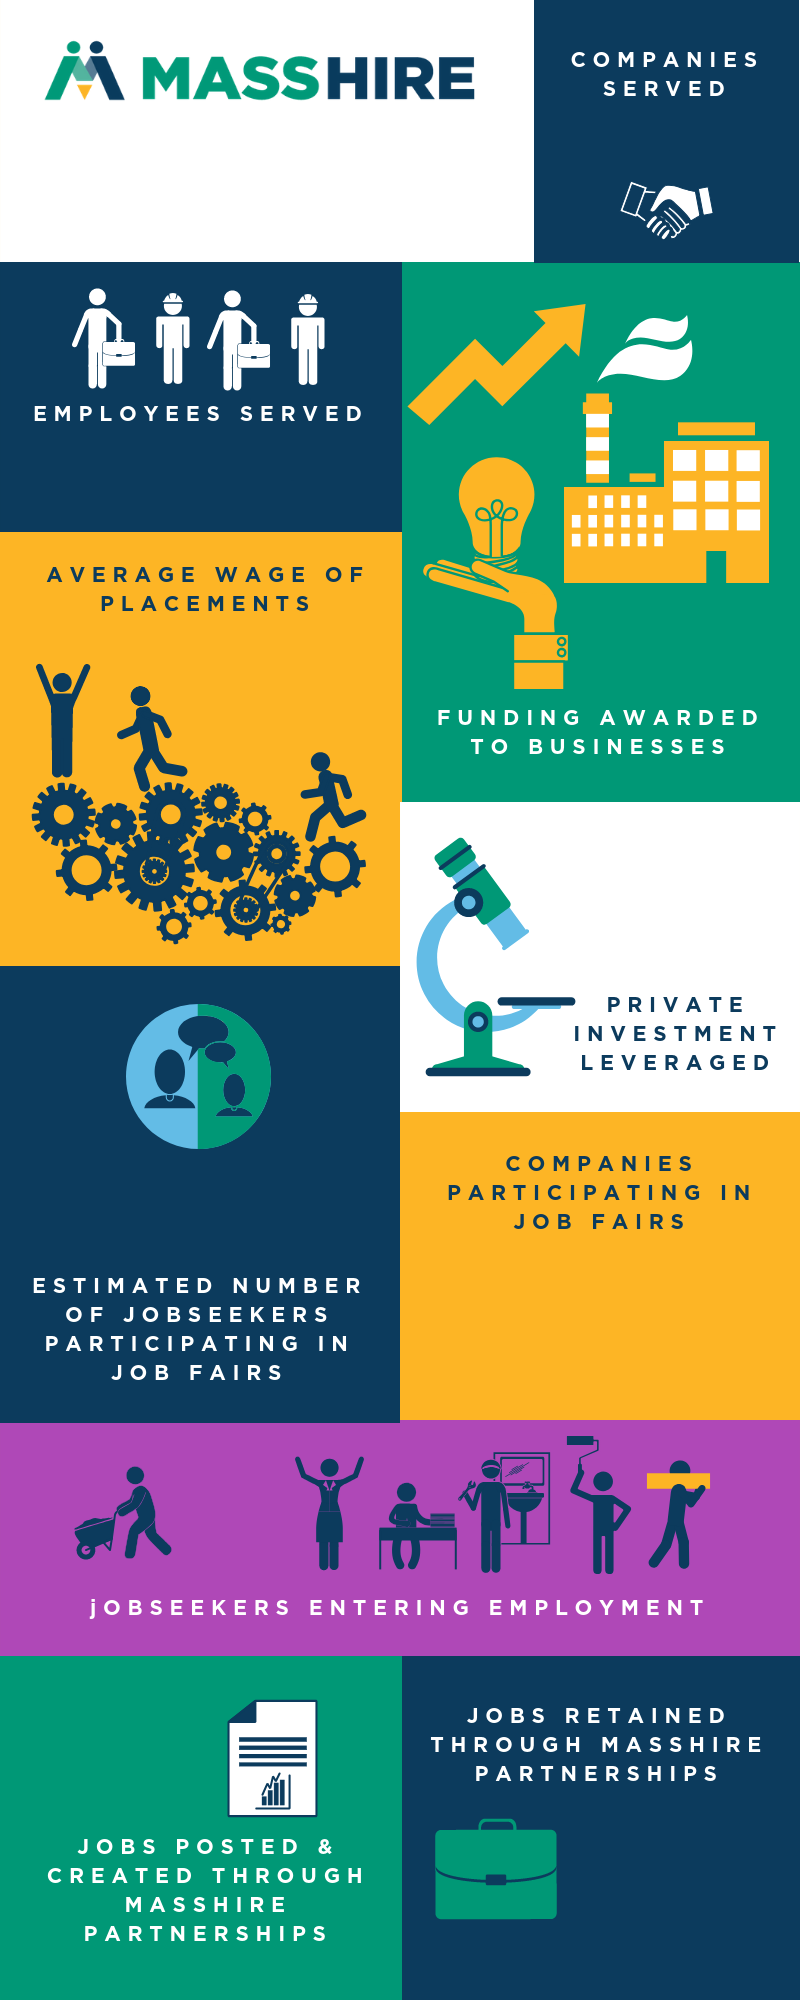 MASSHIRE
COMPANIES
SERVED
EMPLOYEES SERVED
AVERAGE WAGE OF
PLACEMENTS
FUNDING AWARDED
TO BUSINESSES
PRIVATE
INVESTMENT
LEVERAGED
ESTIMATED NUMBER
OF JOBSEEKERS
PARTICIPATING IN
JOB FAIRS
COMPANIES
PARTICIPATING IN
JOB FAIRS
jOBSEEKERS ENTERING EMPLOYMENT
JOBS POSTED &
CREATED THROUGH
MASSHIRE
PARTNERSHIPS
JOBS RETAINED
THROUGH MASSHIRE
PARTNERSHIPS